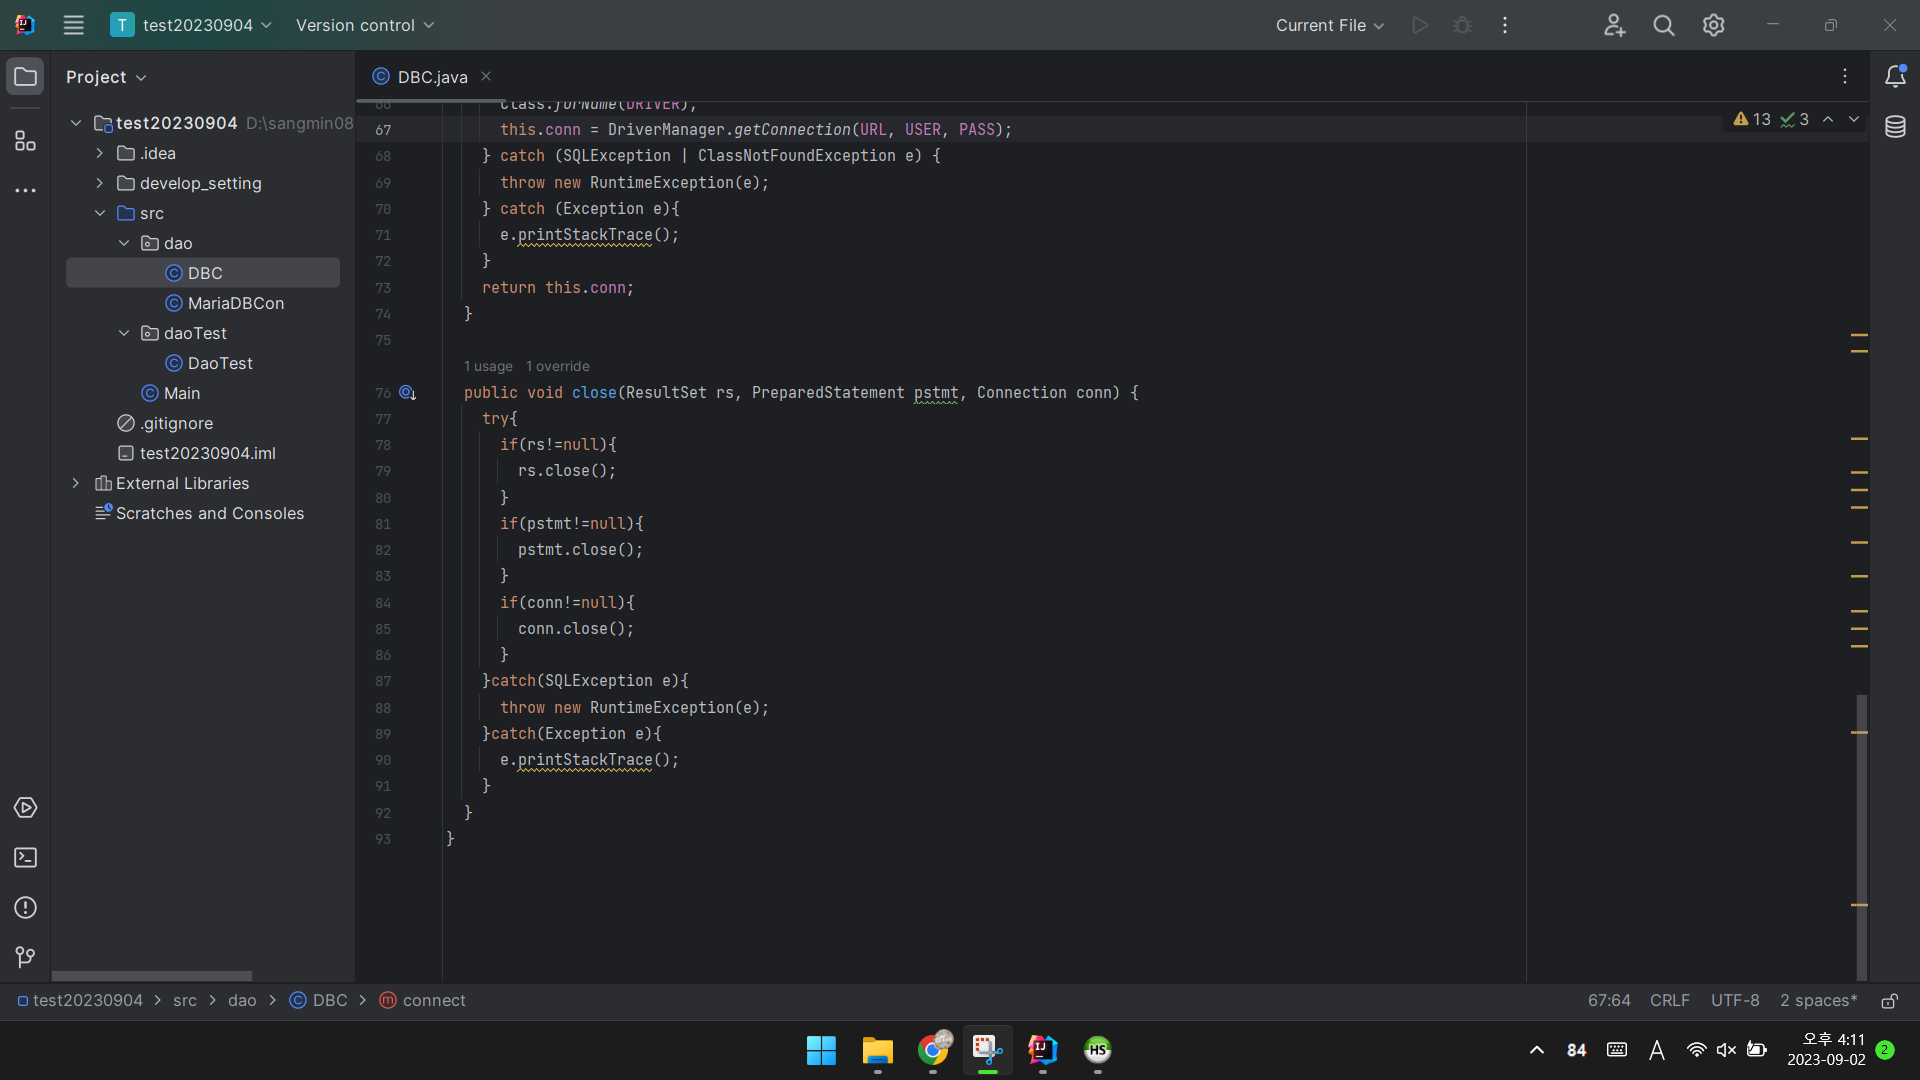 T test20230904 Version control Current File
Project
DBC.java
test20230904 D:\sangmin08
.idea
develop_setting
src
dao
DBC
MariaDBCon
daoTest
DaoTest
Main
.gitignore
test20230904.iml
External Libraries
Scratches and Consoles
13 3
66 Class.forName(DRIVER);
67 this.conn = DriverManager.getConnection(URL, USER, PASS);
68 } catch (SQLException | ClassNotFoundException e) {
69 throw new RuntimeException(e);
70 } catch (Exception e){
71 e.printStackTrace();
72 }
73 return this.conn;
74 }
75
1 usage 1 override
76 public void close(ResultSet rs, PreparedStatement pstmt, Connection conn) {
77 try{
78 if(rs!=null){
79 rs.close();
80 }
81 if(pstmt!=null){
82 pstmt.close();
83 }
84 if(conn!=null){
85 conn.close();
86 }
87 }catch(SQLException e){
88 throw new RuntimeException(e);
89 }catch(Exception e){
90 e.printStackTrace();
91 }
92 }
93 }
test20230904 > src > dao > DBC > connect 67:64 CRLF UTF-8 2 spaces*
84 A 오후 4:11
2023-09-02 2